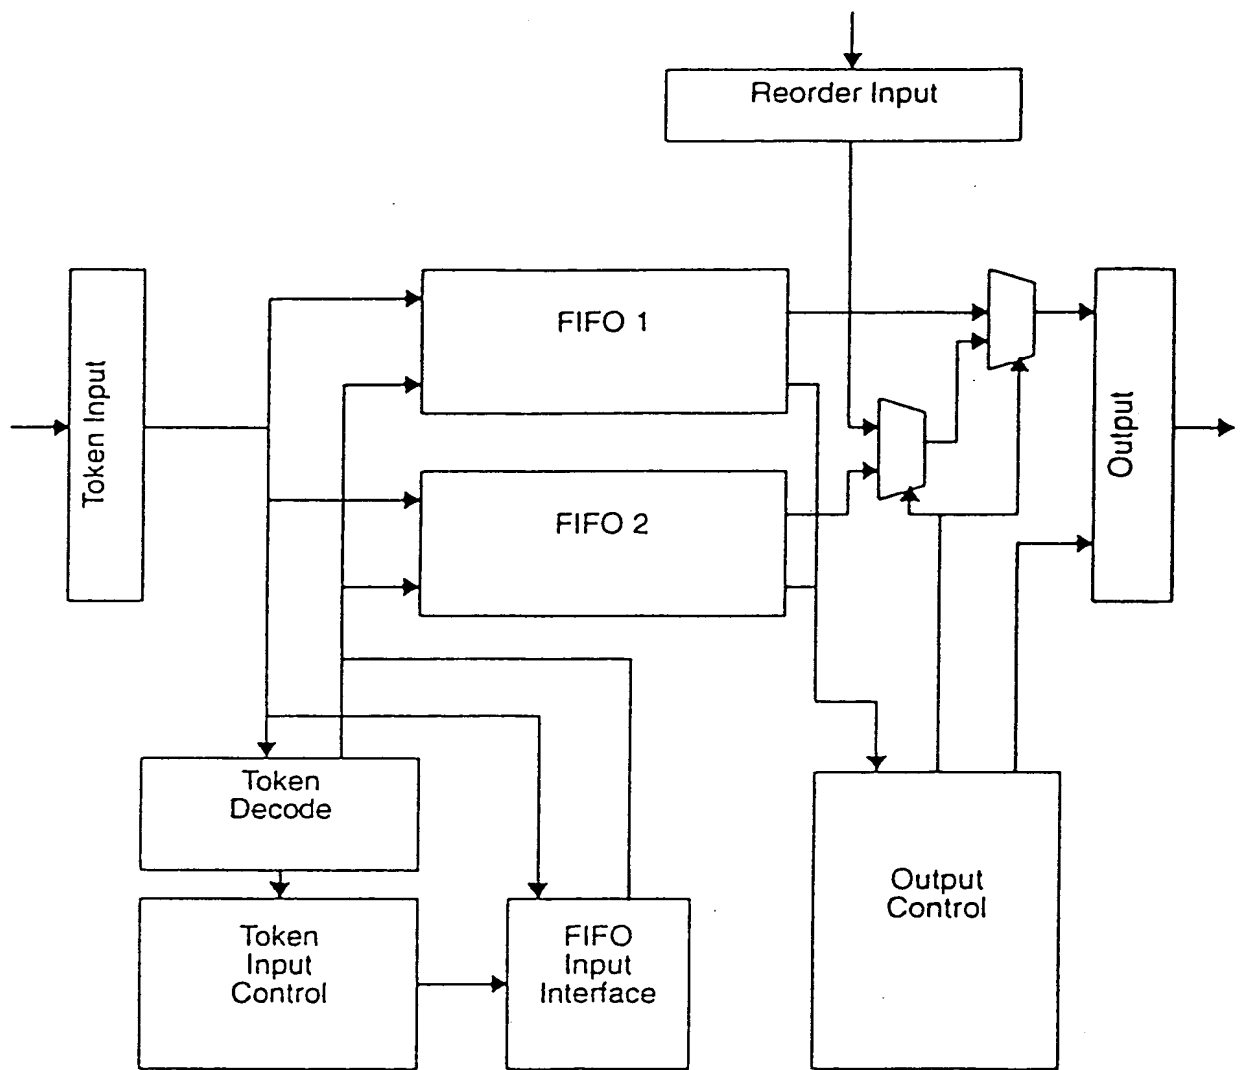 Reorder Input
Token Input
FIFO 1
Output
FIFO 2
Token
Decode
Output
Control
Token
Input
Control
FIFO
Input
Interface